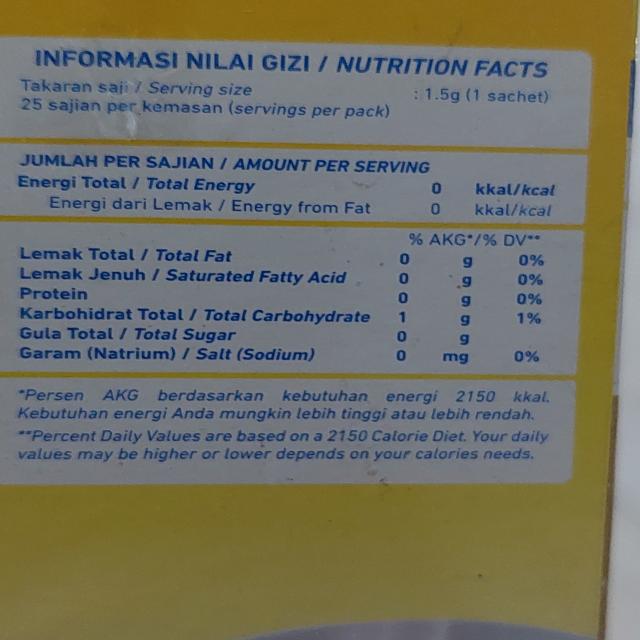 INFORMASI NILAI GIZI / NUTRITION FACTS
Takaran saji / Serving size : 1.5g (1 sachet)
25 sajian per kemasan (servings per pack)
JUMLAH PER SAJIAN / AMOUNT PER SERVING
Energi Total / Total Energy 0 kkal/kcal
Energi dari Lemak / Energy from Fat 0 kkal/kcal
% AKG*/% DV**
Lemak Total / Total Fat 0 g 0%
Lemak Jenuh / Saturated Fatty Acid 0 g 0%
Protein 0 g 0%
Karbohidrat Total / Total Carbohydrate 1 g 1%
Gula Total / Total Sugar 0 g
Garam (Natrium) / Salt (Sodium) 0 mg 0%
*Persen AKG berdasarkan kebutuhan energi 2150 kkal.
Kebutuhan energi Anda mungkin lebih tinggi atau lebih rendah.
**Percent Daily Values are based on a 2150 Calorie Diet. Your daily
values may be higher or lower depends on your calories needs.